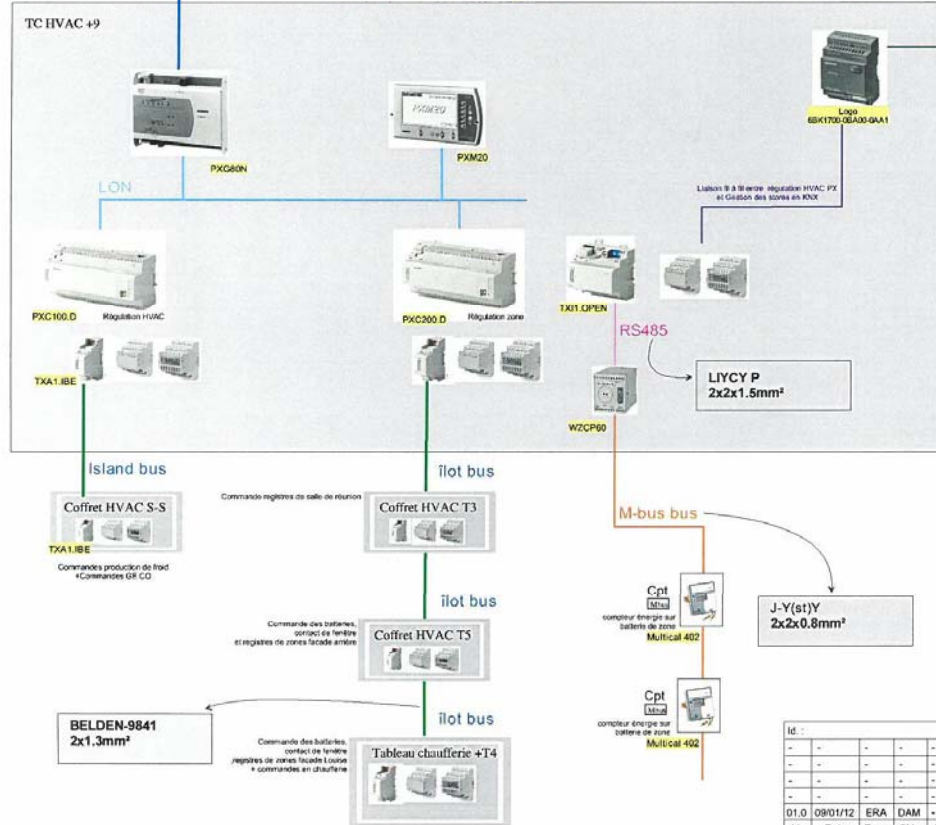 TC HVAC +9
PXG80N
PXM20
Logo
6BK1700-0BA00-0AA1
LON
Liaison fil à fil entre régulation HVAC PX
et Gestion des stores en KNX
PXC100.D
Régulation HVAC
PXC200.D
Régulation zone
TXI1.OPEN
RS485
TXA1.IBE
LIYCY P
2x2x1.5mm²
WZCP60
Island bus
îlot bus
Coffret HVAC S-S
TXA1.IBE
Commandes production de froid
+Commandes GE CO
Commande registres de salle de réunion
Coffret HVAC T3
M-bus bus
îlot bus
Cpt
Mbus
compteur énergie sur
batterie de zone
Multical 402
J-Y(st)Y
2x2x0.8mm²
Commande des batteries,
contact de fenêtre
et registres de zones facade arrière
Coffret HVAC T5
îlot bus
BELDEN-9841
2x1.3mm²
Cpt
Mbus
compteur énergie sur
batterie de zone
Multical 402
Commande des batteries,
contact de fenêtre
/registres de zones facade Louise
+ commandes en chaufferie
Tableau chaufferie +T4
Id. :
- - - - -
- - - - -
- - - - -
- - - - -
01.0 09/01/12 ERA DAM -